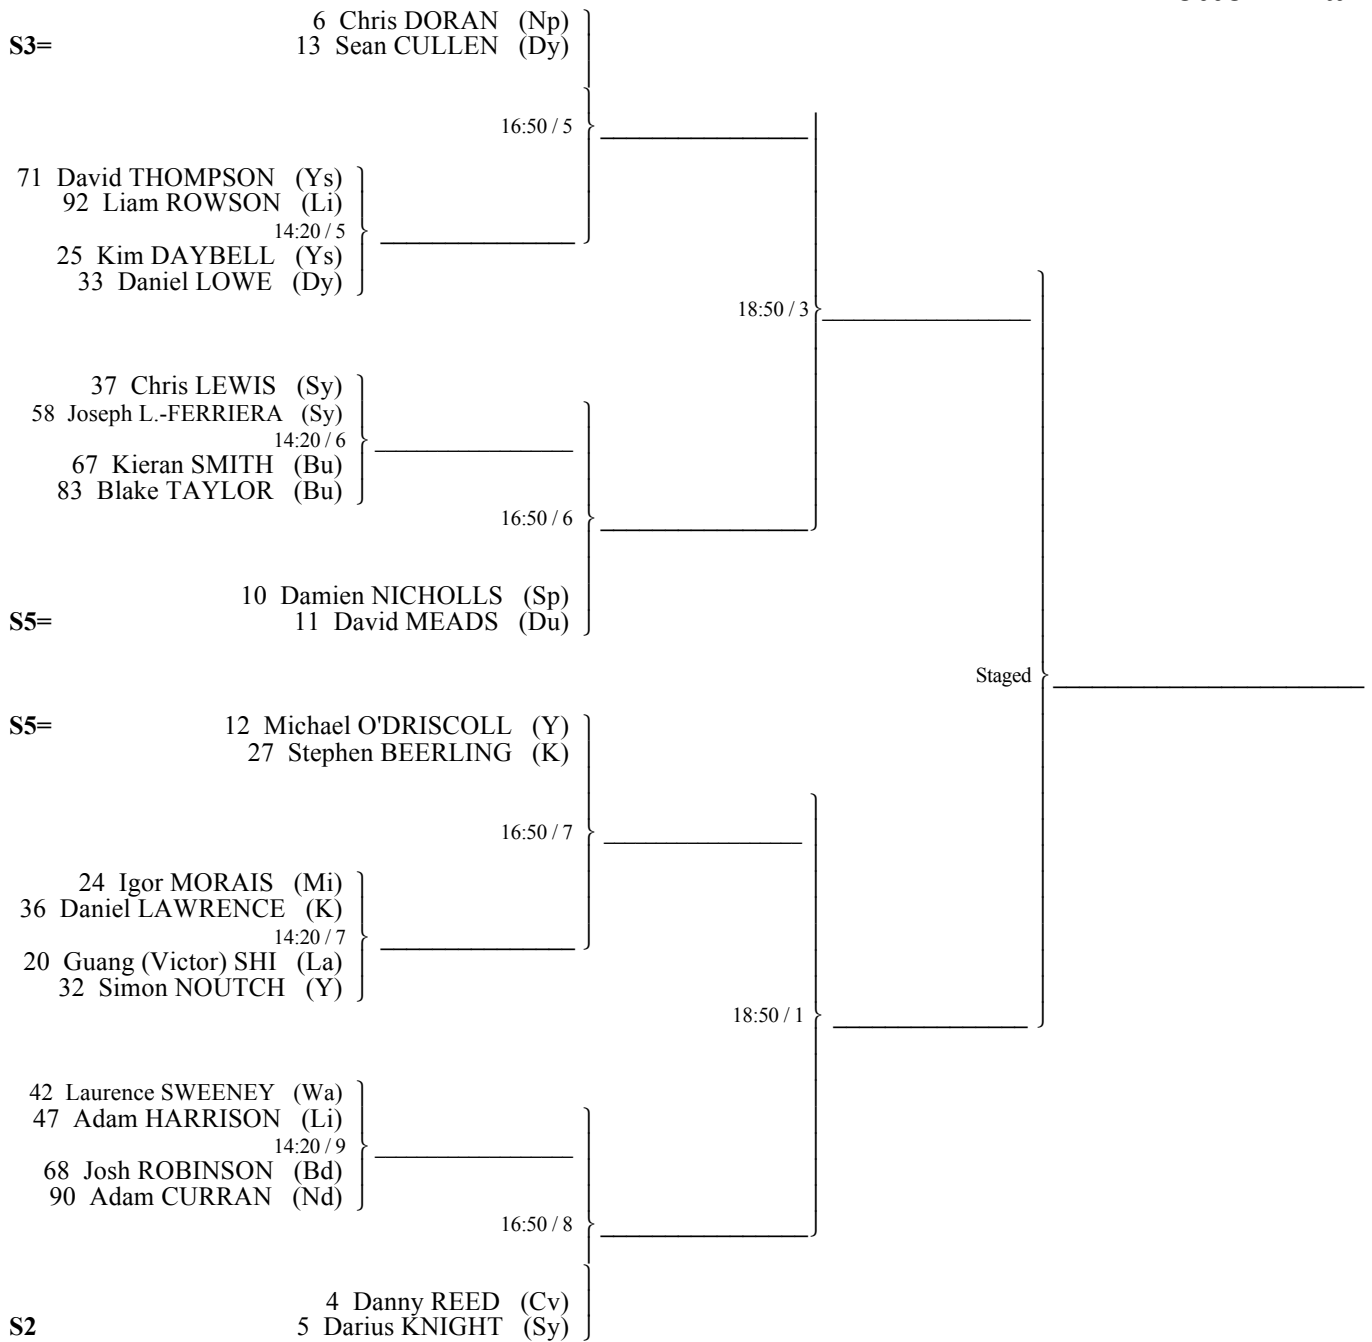 6 Chris DORAN (Np)
S3= 13 Sean CULLEN (Dy)
16:50 / 5
71 David THOMPSON (Ys)
92 Liam ROWSON (Li)
14:20 / 5
25 Kim DAYBELL (Ys)
33 Daniel LOWE (Dy)
18:50 / 3
37 Chris LEWIS (Sy)
58 Joseph L.-FERRIERA (Sy)
14:20 / 6
67 Kieran SMITH (Bu)
83 Blake TAYLOR (Bu)
16:50 / 6
10 Damien NICHOLLS (Sp)
S5= 11 David MEADS (Du)
Staged
S5= 12 Michael O'DRISCOLL (Y)
27 Stephen BEERLING (K)
16:50 / 7
24 Igor MORAIS (Mi)
36 Daniel LAWRENCE (K)
14:20 / 7
20 Guang (Victor) SHI (La)
32 Simon NOUTCH (Y)
18:50 / 1
42 Laurence SWEENEY (Wa)
47 Adam HARRISON (Li)
14:20 / 9
68 Josh ROBINSON (Bd)
90 Adam CURRAN (Nd)
16:50 / 8
4 Danny REED (Cv)
S2 5 Darius KNIGHT (Sy)